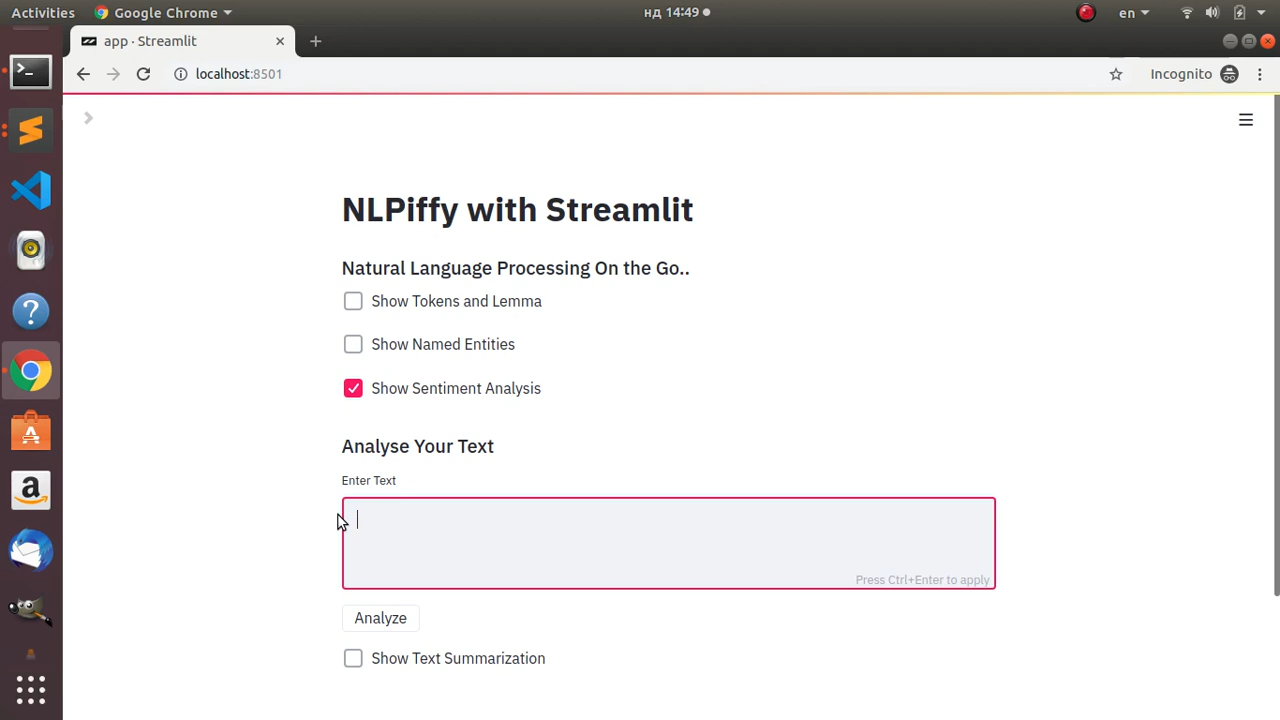 Activities
Google Chrome
нд 14:49
en
app · Streamlit
localhost:8501
Incognito
NLPiffy with Streamlit
Natural Language Processing On the Go..
Show Tokens and Lemma
Show Named Entities
Show Sentiment Analysis
Analyse Your Text
Enter Text
Press Ctrl+Enter to apply
Analyze
Show Text Summarization